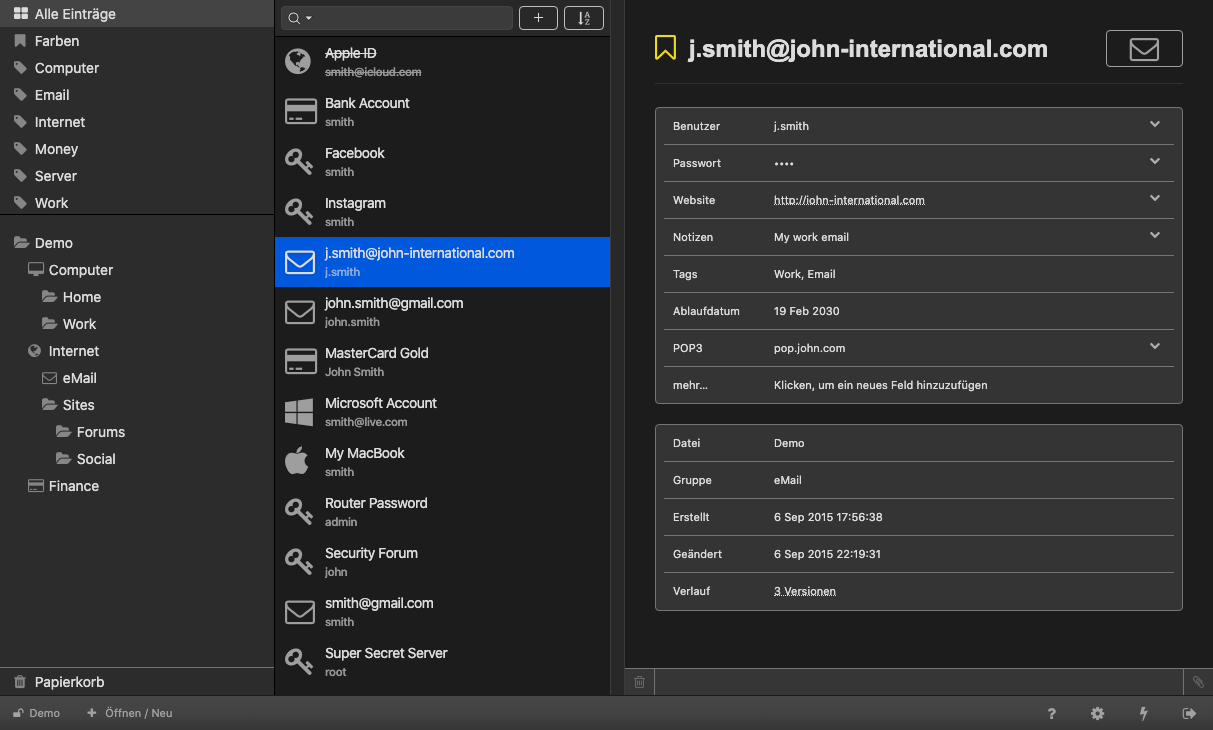 Alle Einträge
Farben
Computer
Email
Internet
Money
Server
Work
Demo
Computer
Home
Work
Internet
eMail
Sites
Forums
Social
Finance
Papierkorb
Apple ID
smith@icloud.com
Bank Account
smith
Facebook
smith
Instagram
smith
j.smith@john-international.com
j.smith
john.smith@gmail.com
john.smith
MasterCard Gold
John Smith
Microsoft Account
smith@live.com
My MacBook
smith
Router Password
admin
Security Forum
john
smith@gmail.com
smith
Super Secret Server
root
j.smith@john-international.com
Benutzer j.smith
Passwort ••••
Website http://john-international.com
Notizen My work email
Tags Work, Email
Ablaufdatum 19 Feb 2030
POP3 pop.john.com
mehr... Klicken, um ein neues Feld hinzuzufügen
Datei Demo
Gruppe eMail
Erstellt 6 Sep 2015 17:56:38
Geändert 6 Sep 2015 22:19:31
Verlauf 3 Versionen
Demo + Öffnen / Neu ?